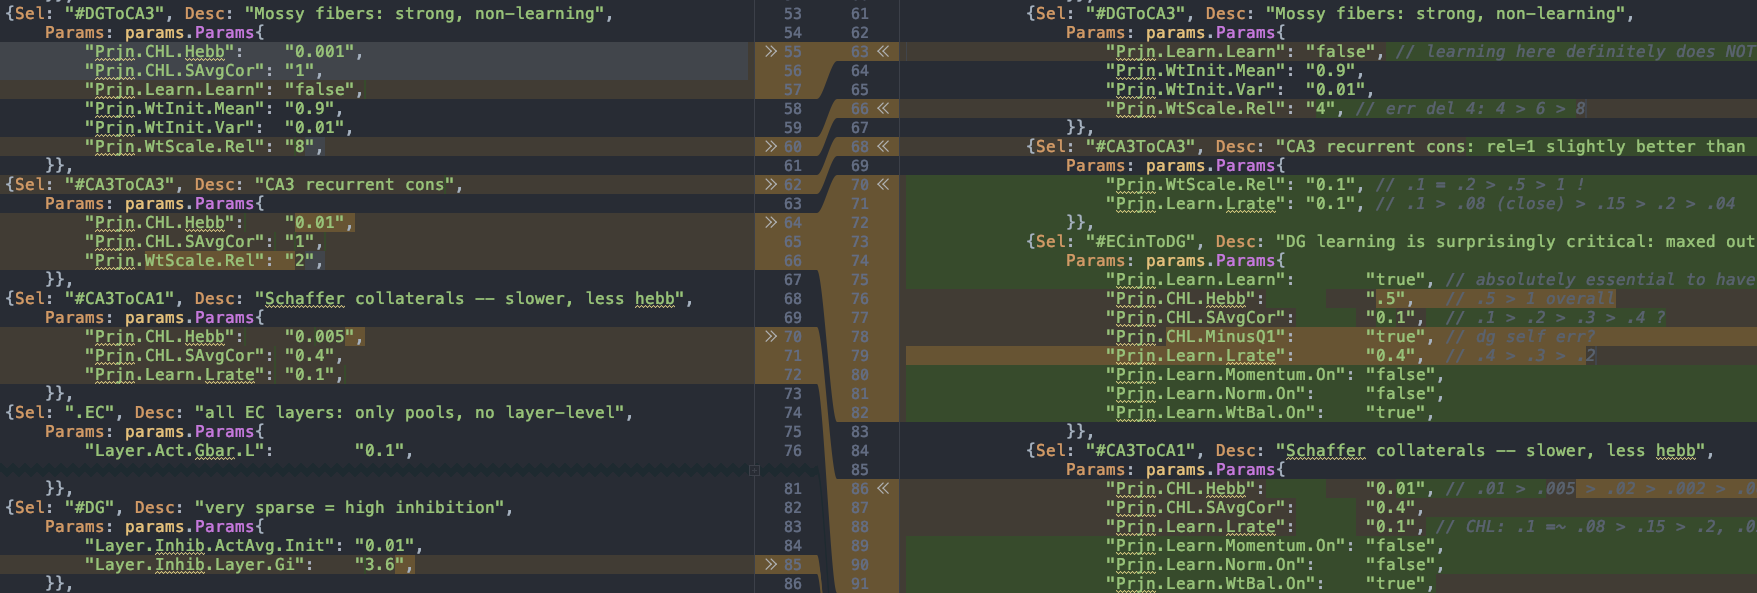 {Sel: "#DGToCA3", Desc: "Mossy fibers: strong, non-learning",
Params: params.Params{
"Prjn.CHL.Hebb": "0.001",
"Prjn.CHL.SAvgCor": "1",
"Prjn.Learn.Learn": "false",
"Prjn.WtInit.Mean": "0.9",
"Prjn.WtInit.Var": "0.01",
"Prjn.WtScale.Rel": "8",
}},
{Sel: "#CA3ToCA3", Desc: "CA3 recurrent cons",
Params: params.Params{
"Prjn.CHL.Hebb": "0.01",
"Prjn.CHL.SAvgCor": "1",
"Prjn.WtScale.Rel": "2",
}},
{Sel: "#CA3ToCA1", Desc: "Schaffer collaterals -- slower, less hebb",
Params: params.Params{
"Prjn.CHL.Hebb": "0.005",
"Prjn.CHL.SAvgCor": "0.4",
"Prjn.Learn.Lrate": "0.1",
}},
{Sel: ".EC", Desc: "all EC layers: only pools, no layer-level",
Params: params.Params{
"Layer.Act.Gbar.L": "0.1",
}},
{Sel: "#DG", Desc: "very sparse = high inhibition",
Params: params.Params{
"Layer.Inhib.ActAvg.Init": "0.01",
"Layer.Inhib.Layer.Gi": "3.6",
}},
53
54
>> 55
56
57
58
59
>> 60
61
>> 62
63
>> 64
65
66
67
68
69
>> 70
71
72
73
74
75
76
81
82
83
84
>> 85
86
61
62
63 <<
64
65
66 <<
67
68 <<
69
70 <<
71
72
73
74
75
76
77
78
79
80
81
82
83
84
85
86 <<
87
88
89
90
91
{Sel: "#DGToCA3", Desc: "Mossy fibers: strong, non-learning",
Params: params.Params{
"Prjn.Learn.Learn": "false", // learning here definitely does NOT
"Prjn.WtInit.Mean": "0.9",
"Prjn.WtInit.Var": "0.01",
"Prjn.WtScale.Rel": "4", // err del 4: 4 > 6 > 8
}},
{Sel: "#CA3ToCA3", Desc: "CA3 recurrent cons: rel=1 slightly better than
Params: params.Params{
"Prjn.WtScale.Rel": "0.1", // .1 = .2 > .5 > 1 !
"Prjn.Learn.Lrate": "0.1", // .1 > .08 (close) > .15 > .2 > .04
}},
{Sel: "#ECinToDG", Desc: "DG learning is surprisingly critical: maxed out
Params: params.Params{
"Prjn.Learn.Learn": "true", // absolutely essential to have
"Prjn.CHL.Hebb": ".5", // .5 > 1 overall
"Prjn.CHL.SAvgCor": "0.1", // .1 > .2 > .3 > .4 ?
"Prjn.CHL.MinusQ1": "true", // dg self err?
"Prjn.Learn.Lrate": "0.4", // .4 > .3 > .2
"Prjn.Learn.Momentum.On": "false",
"Prjn.Learn.Norm.On": "false",
"Prjn.Learn.WtBal.On": "true",
}},
{Sel: "#CA3ToCA1", Desc: "Schaffer collaterals -- slower, less hebb",
Params: params.Params{
"Prjn.CHL.Hebb": "0.01", // .01 > .005 > .02 > .002 > .0
"Prjn.CHL.SAvgCor": "0.4",
"Prjn.Learn.Lrate": "0.1", // CHL: .1 =~ .08 > .15 > .2, .0
"Prjn.Learn.Momentum.On": "false",
"Prjn.Learn.Norm.On": "false",
"Prjn.Learn.WtBal.On": "true",